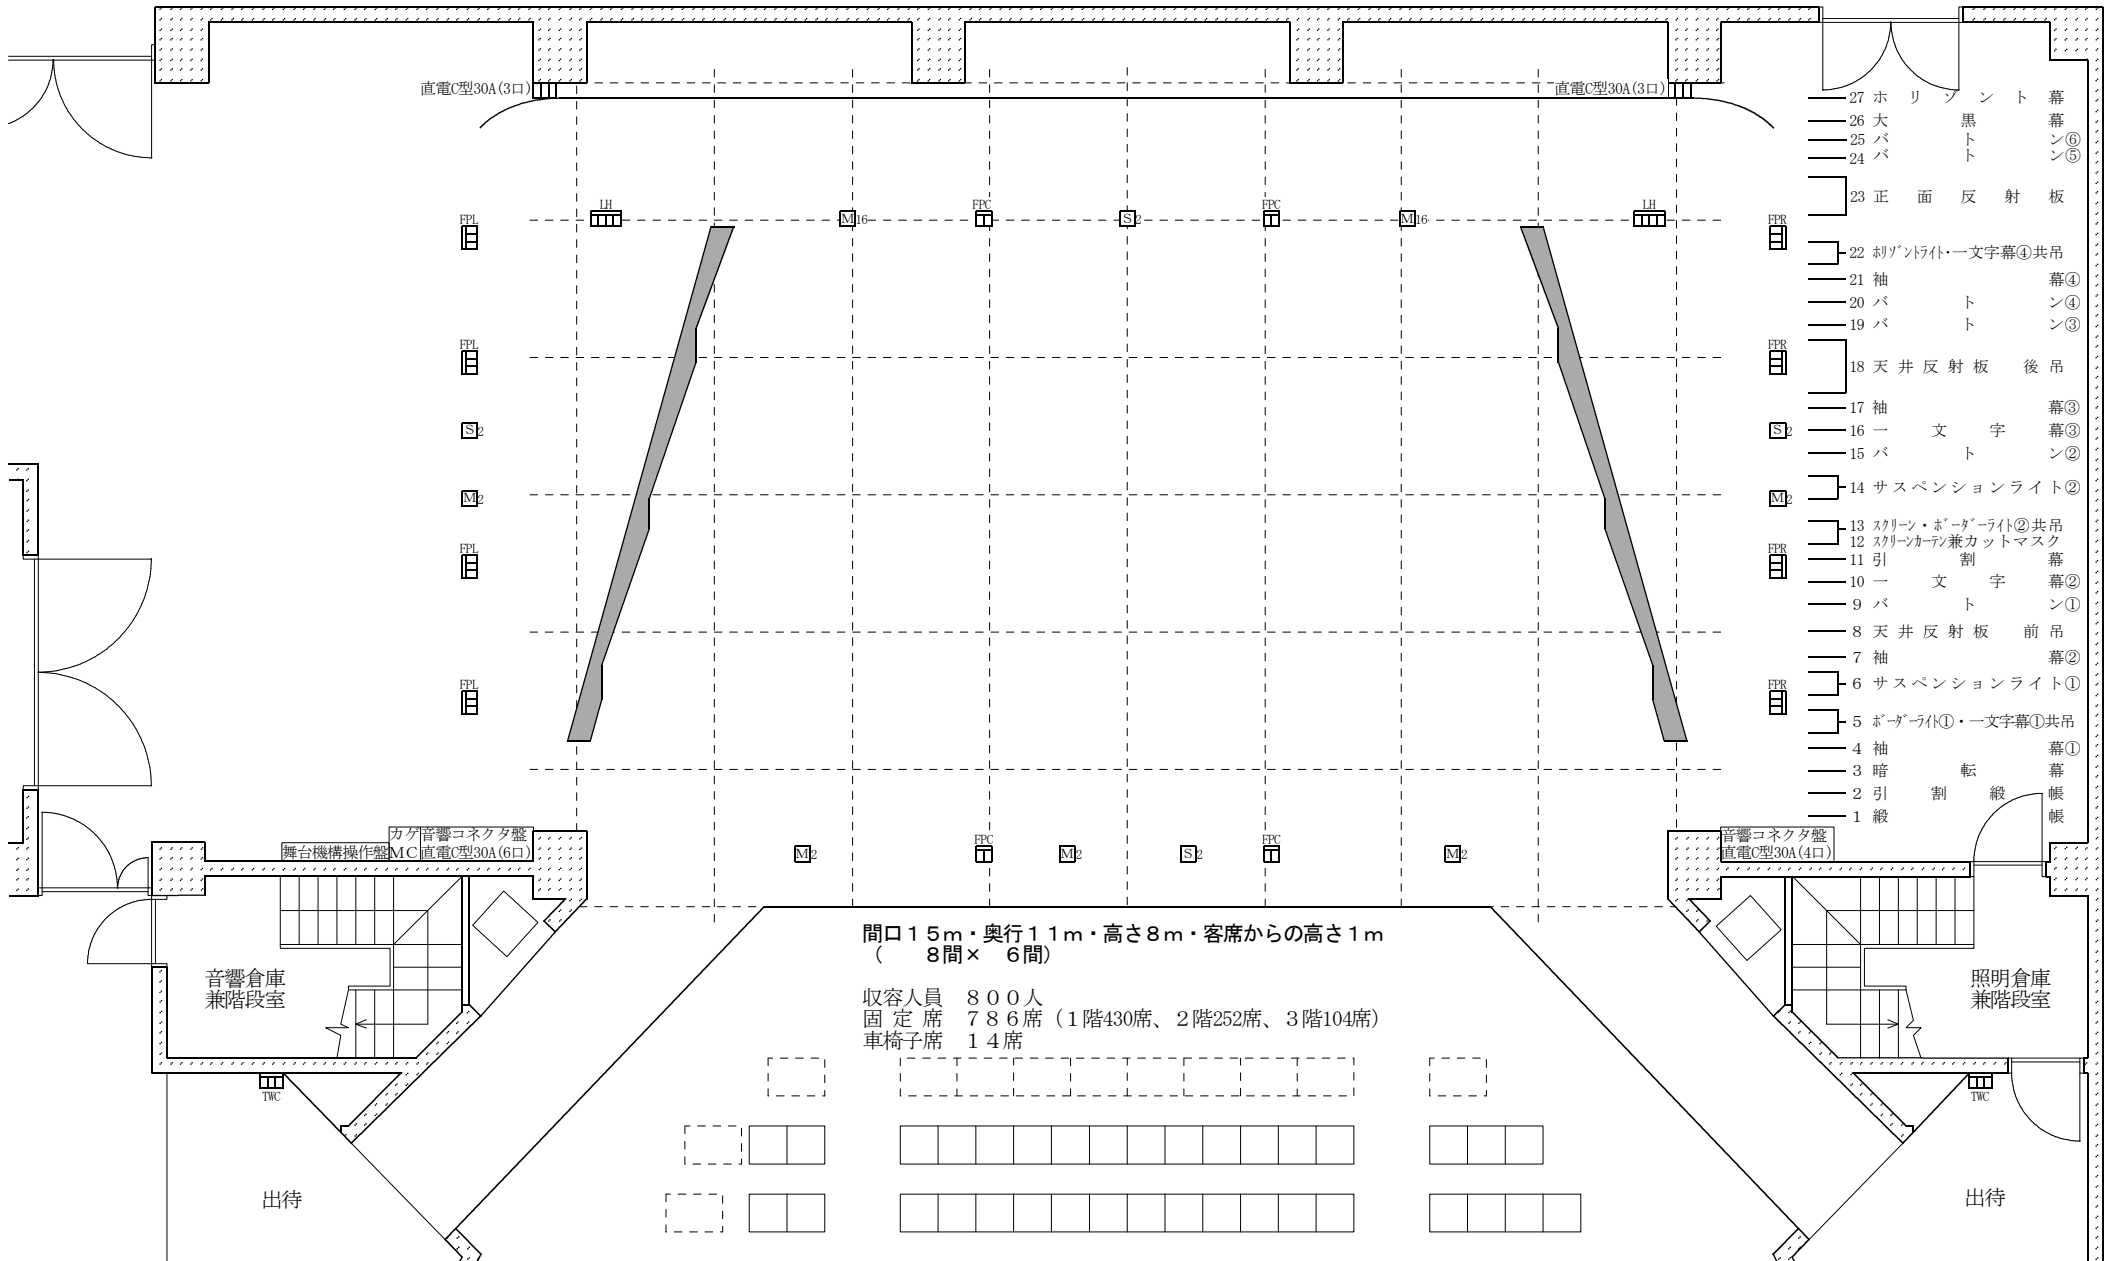 直電C型30A(3口)
直電C型30A(3口)
27 ホリゾント幕
26 大黒幕
25 バトン⑥
24 バトン⑤
23 正面反射板
22 ホリゾントライト・一文字幕④共吊
21 袖幕④
20 バトン④
19 バトン③
18 天井反射板 後吊
17 袖幕③
16 一文字幕③
15 バトン②
14 サスペンションライト②
13 スクリーン・ボーダーライト②共吊
12 スクリーンカーテン兼カットマスク
11 引割幕
10 一文字幕②
9 バトン①
8 天井反射板 前吊
7 袖幕②
6 サスペンションライト①
5 ボーダーライト①・一文字幕①共吊
4 袖幕①
3 暗転幕
2 引割緞帳
1 緞帳
LH
M16
FPC
S2
FPC
M16
LH
FPL
FPR
FPL
FPR
S2
S2
M2
M2
FPL
FPR
FPL
FPR
舞台機構操作盤
カゲMC
音響コネクタ盤
直電C型30A(6口)
M2
FPC
M2
S2
FPC
M2
音響コネクタ盤
直電C型30A(4口)
間口15m・奥行11m・高さ8m・客席からの高さ1m
（　8間×　6間）
収容人員　800人
固定席　786席（1階430席、2階252席、3階104席）
車椅子席　14席
音響倉庫
兼階段室
照明倉庫
兼階段室
TWC
TWC
出待
出待